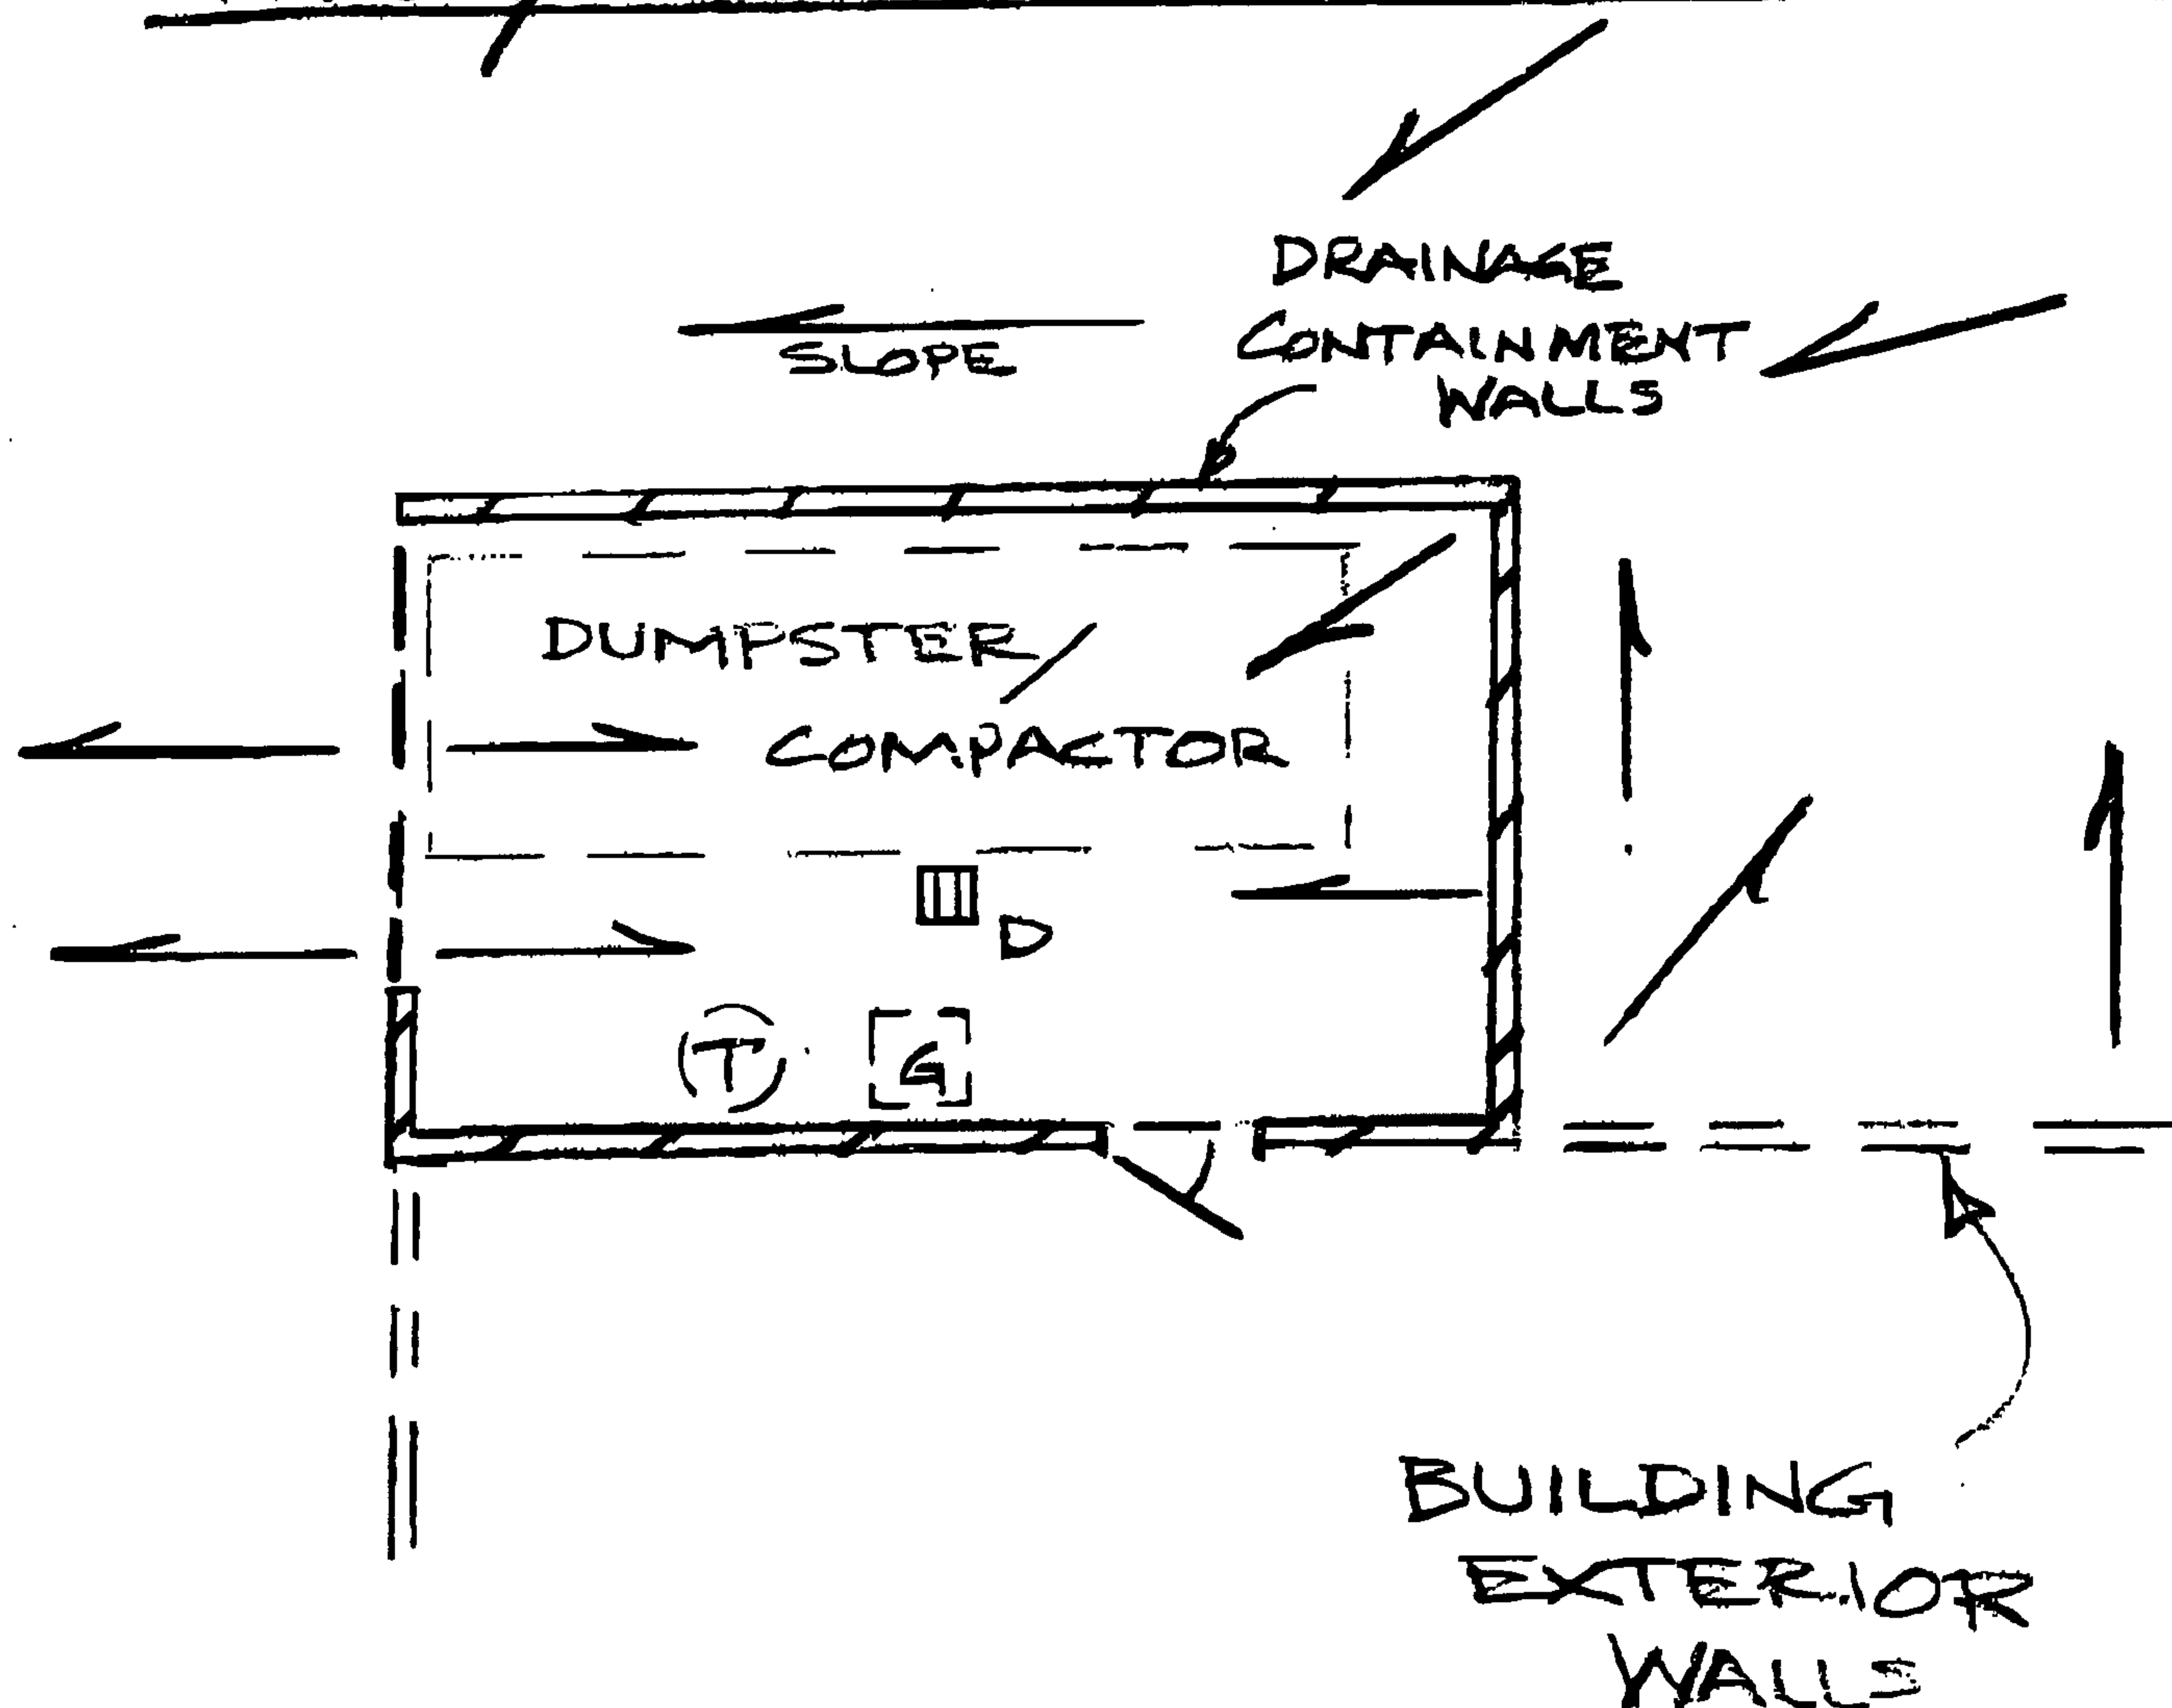 DRAINAGE
CONTAINMENT
WALLS
SLOPE
DUMPSTER/
COMPACTOR
D
T
G
BUILDING
EXTERIOR
WALLS